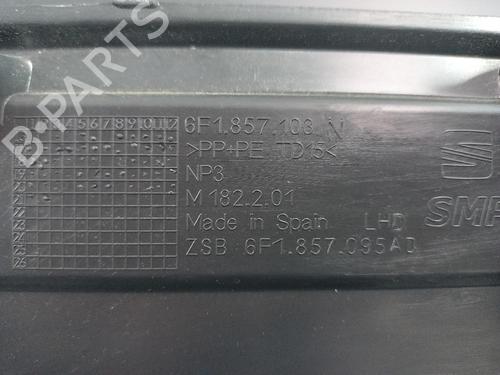 6F1.857.103 N
>PP+PE TD15<
NP3
M 182.2.01
Made in Spain LHD
ZSB 6F1.857.095AD
SMP
B-PARTS